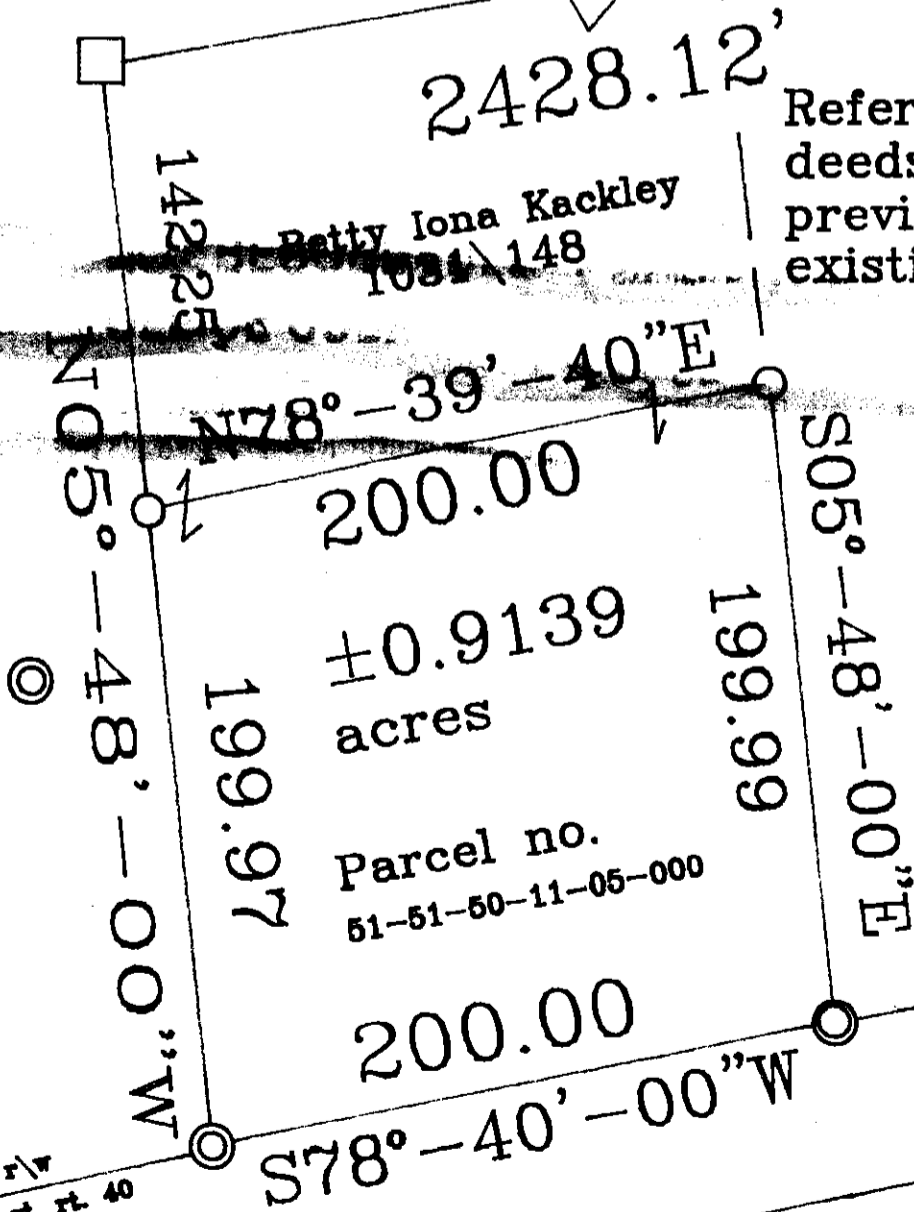 2428.12'
Refer
deeds
previ
existi
142.25'
Betty Iona Kackley
1081\148
N78°-39'-40"E
200.00
N05°-48'-00"W
S05°-48'-00"E
±0.9139
acres
199.97
199.99
Parcel no.
51-51-50-11-05-000
200.00
S78°-40'-00"W
r\w
rt. 40